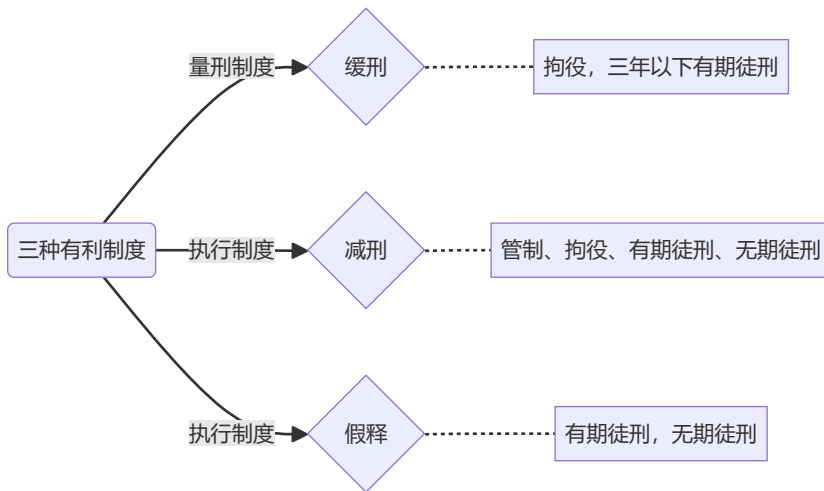 量刑制度
缓刑
拘役，三年以下有期徒刑
三种有利制度
执行制度
减刑
管制、拘役、有期徒刑、无期徒刑
执行制度
假释
有期徒刑，无期徒刑